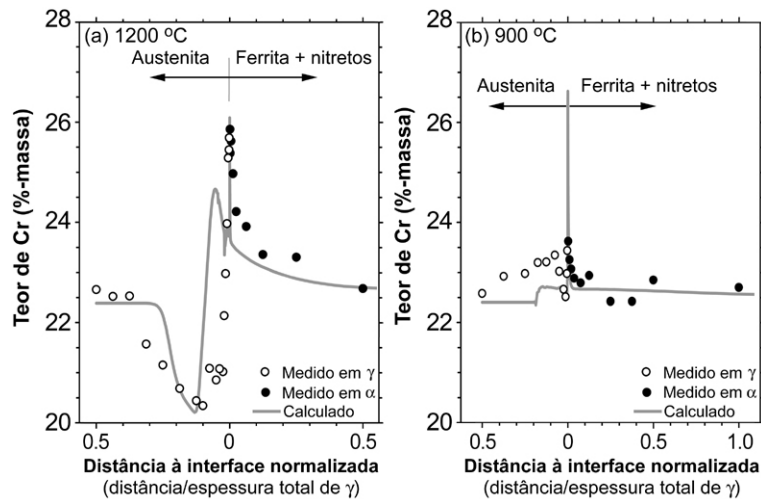 (a) 1200 ºC
Austenita
Ferrita + nitretos
Teor de Cr (%-massa)
28
26
24
22
20
Medido em γ
Medido em α
Calculado
0.5
0
0.5
Distância à interface normalizada
(distância/espessura total de γ)
(b) 900 ºC
Austenita
Ferrita + nitretos
Teor de Cr (%-massa)
28
26
24
22
20
Medido em γ
Medido em α
Calculado
0.5
0
0.5
1.0
Distância à interface normalizada
(distância/espessura total de γ)